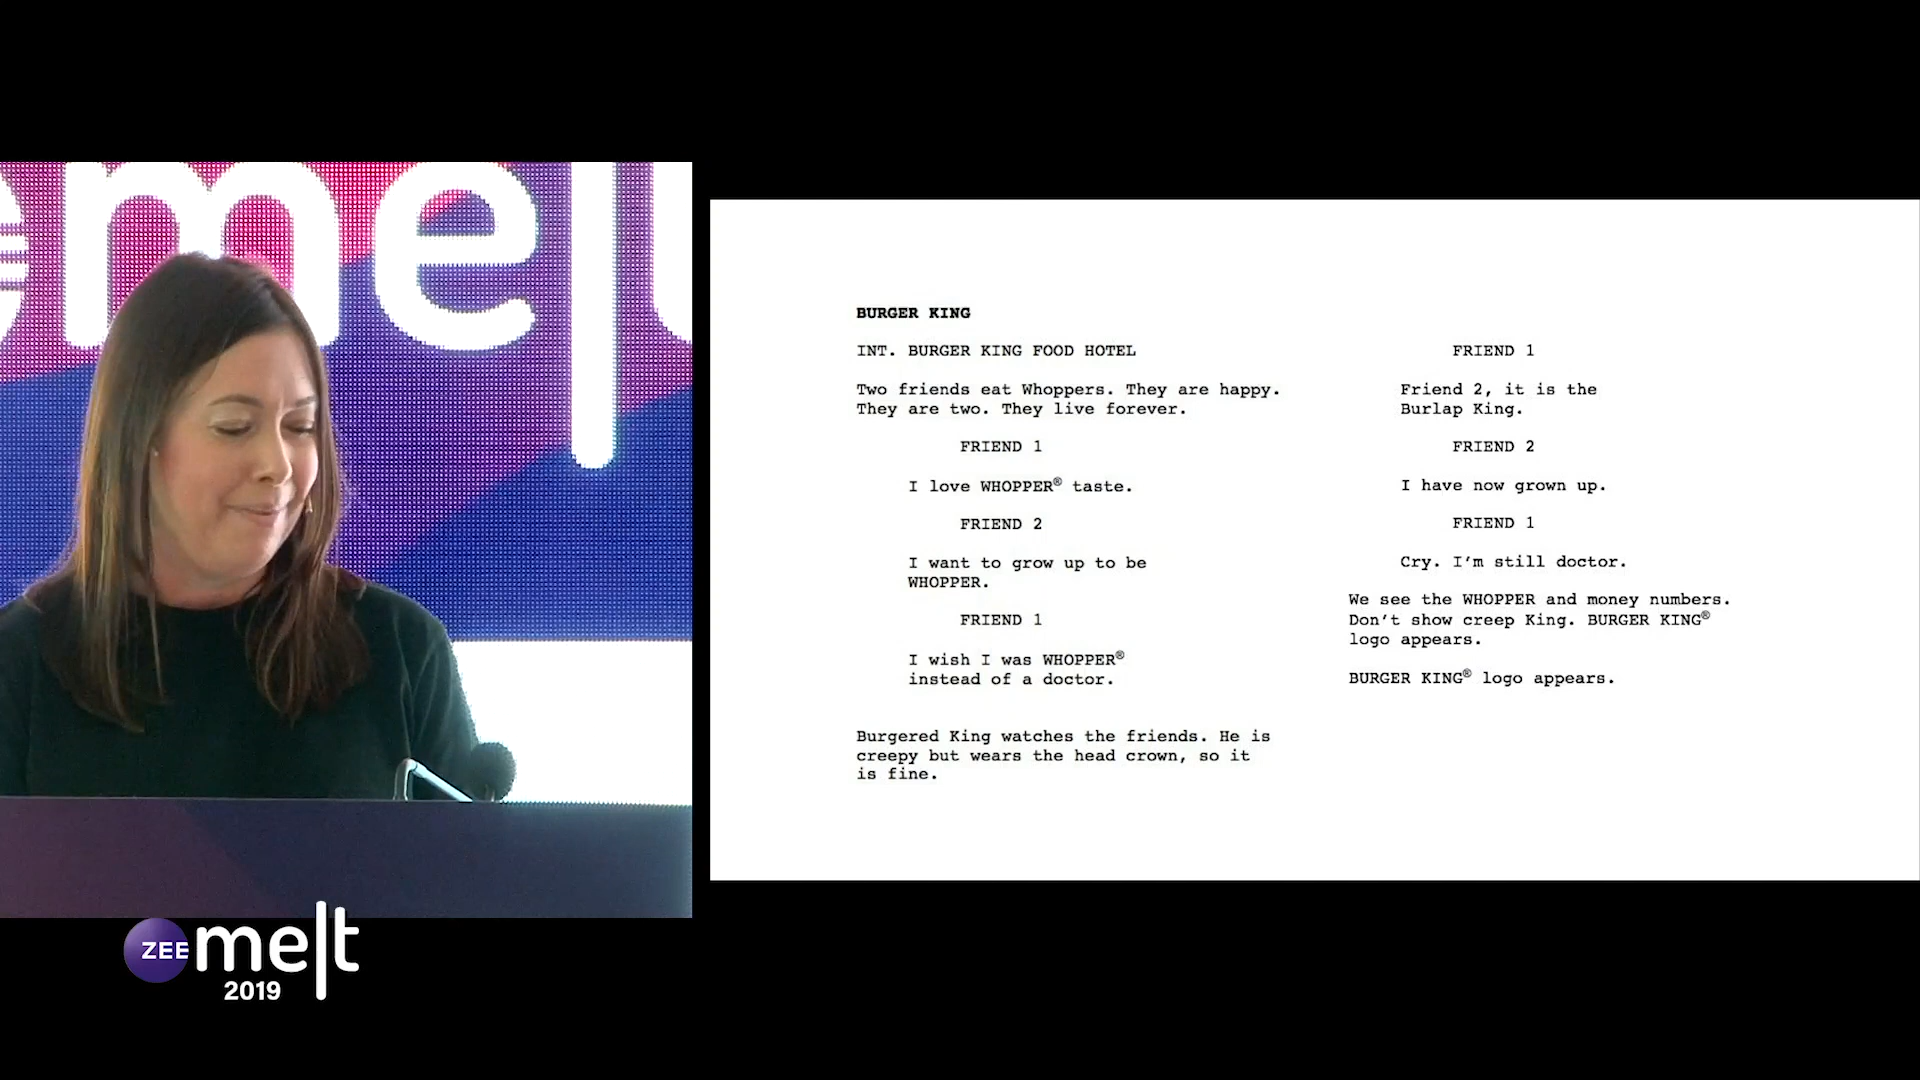 melt
BURGER KING
INT. BURGER KING FOOD HOTEL
Two friends eat Whoppers. They are happy.
They are two. They live forever.
FRIEND 1
I love WHOPPER® taste.
FRIEND 2
I want to grow up to be
WHOPPER.
FRIEND 1
I wish I was WHOPPER®
instead of a doctor.
Burgered King watches the friends. He is
creepy but wears the head crown, so it
is fine.
FRIEND 1
Friend 2, it is the
Burlap King.
FRIEND 2
I have now grown up.
FRIEND 1
Cry. I’m still doctor.
We see the WHOPPER and money numbers.
Don’t show creep King. BURGER KING®
logo appears.
BURGER KING® logo appears.
ZEE melt
2019